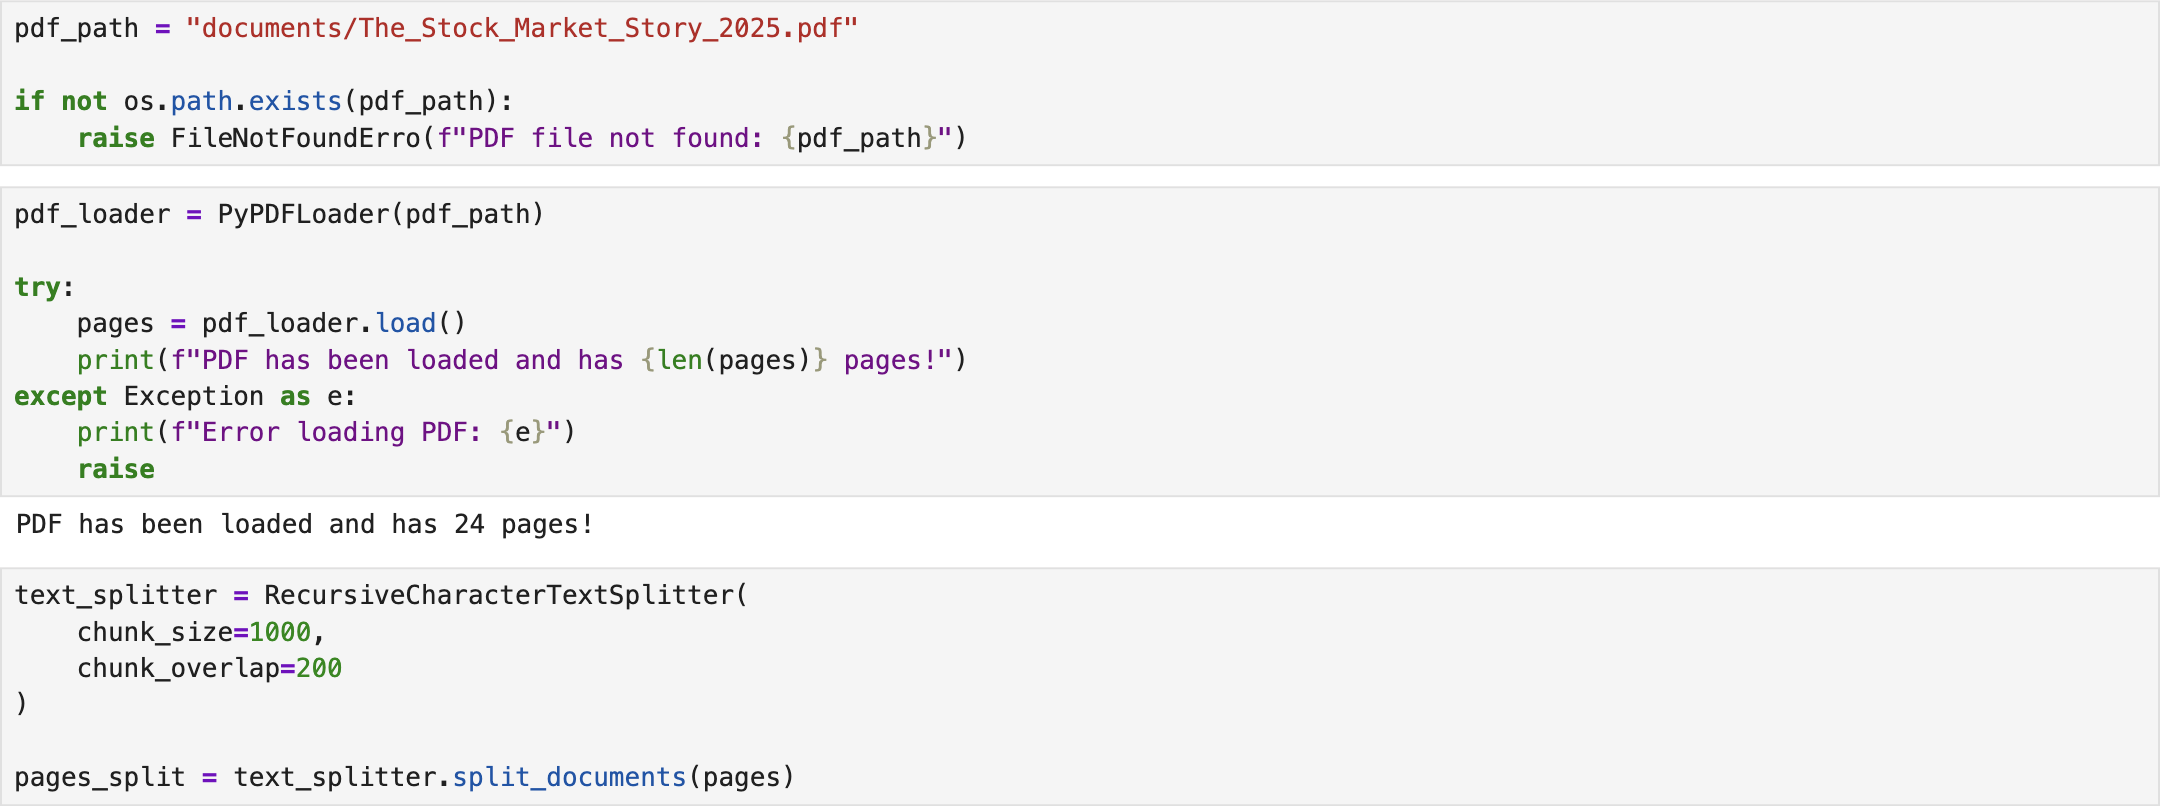 pdf_path = "documents/The_Stock_Market_Story_2025.pdf"
if not os.path.exists(pdf_path):
    raise FileNotFoundErro(f"PDF file not found: {pdf_path}")
pdf_loader = PyPDFLoader(pdf_path)
try:
    pages = pdf_loader.load()
    print(f"PDF has been loaded and has {len(pages)} pages!")
except Exception as e:
    print(f"Error loading PDF: {e}")
    raise
PDF has been loaded and has 24 pages!
text_splitter = RecursiveCharacterTextSplitter(
    chunk_size=1000,
    chunk_overlap=200
)
pages_split = text_splitter.split_documents(pages)